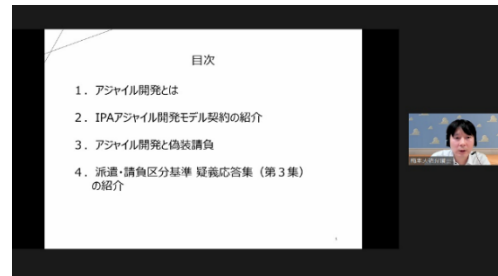 目次
1．アジャイル開発とは
2．IPAアジャイル開発モデル契約の紹介
3．アジャイル開発と偽装請負
4．派遣・請負区分基準 疑義応答集（第３集）
の紹介